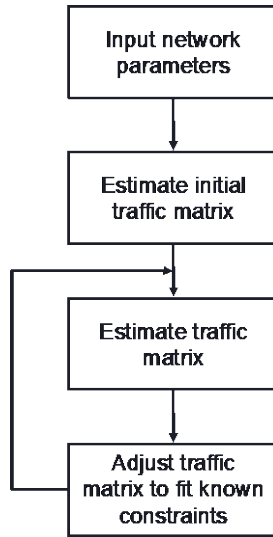 Input network
parameters
Estimate initial
traffic matrix
Estimate traffic
matrix
Adjust traffic
matrix to fit known
constraints